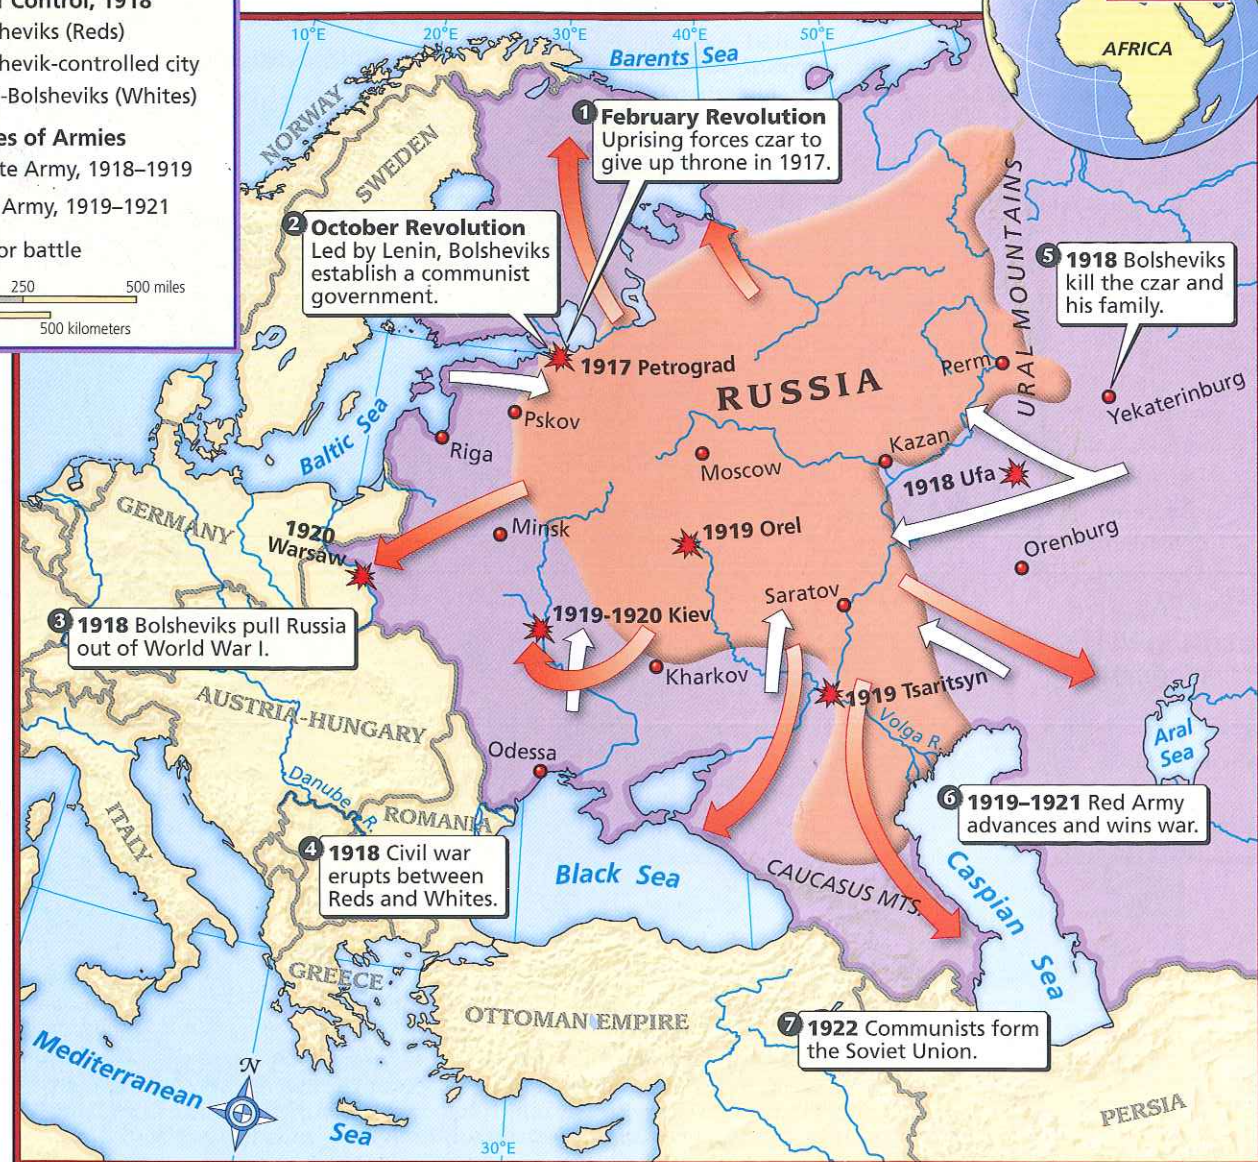 Control, 1918
heviks (Reds)
hevik-controlled city
-Bolsheviks (Whites)
es of Armies
te Army, 1918–1919
Army, 1919–1921
or battle
250
500 miles
500 kilometers
10°E
20°E
30°E
40°E
50°E
Barents Sea
AFRICA
NORWAY
SWEDEN
1 February Revolution
Uprising forces czar to
give up throne in 1917.
2 October Revolution
Led by Lenin, Bolsheviks
establish a communist
government.
URAL MOUNTAINS
5 1918 Bolsheviks
kill the czar and
his family.
1917 Petrograd
RUSSIA
Perm
Yekaterinburg
Baltic Sea
Pskov
Riga
Moscow
Kazan
1918 Ufa
GERMANY
1920
Warsaw
Minsk
1919 Orel
Orenburg
Saratov
3 1918 Bolsheviks pull Russia
out of World War I.
1919-1920 Kiev
Kharkov
1919 Tsaritsyn
Volga R.
AUSTRIA-HUNGARY
Odessa
Aral
Sea
Danube R.
ITALY
ROMANIA
6 1919–1921 Red Army
advances and wins war.
4 1918 Civil war
erupts between
Reds and Whites.
Black Sea
CAUCASUS MTS.
Caspian
Sea
GREECE
OTTOMAN EMPIRE
7 1922 Communists form
the Soviet Union.
Mediterranean
Sea
N
30°E
PERSIA